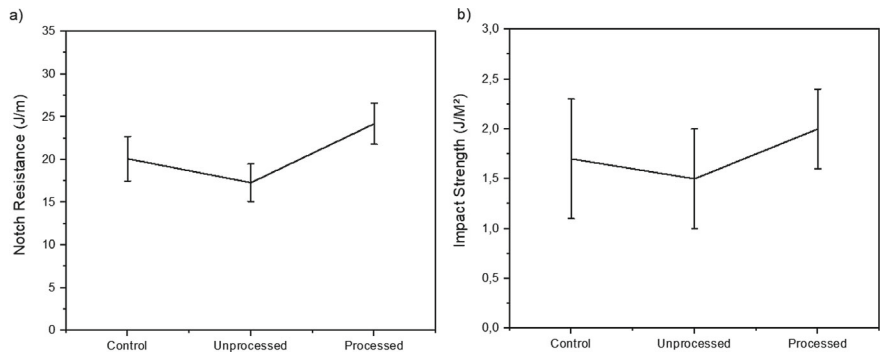 a)
35
30
25
20
15
10
5
0
Notch Resistance (J/m)
Control Unprocessed Processed
b)
3,0
2,5
2,0
1,5
1,0
0,5
0,0
Impact Strength (J/M²)
Control Unprocessed Processed